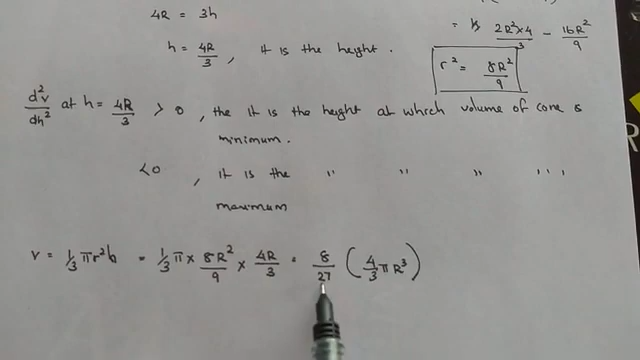 4R = 3h
h = 4R/3 , it is the height .
= 2R²×4/3 - 16R²/9
r² = 8R²/9
d²v/dh² at h = 4R/3 > 0 , the it is the height at which volume of cone is
minimum.
<0 , it is the " " " " ' ' '
maximum
v = 1/3 πr²h = 1/3 π × 8R²/9 × 4R/3 = 8/27 ( 4/3 πR³ )